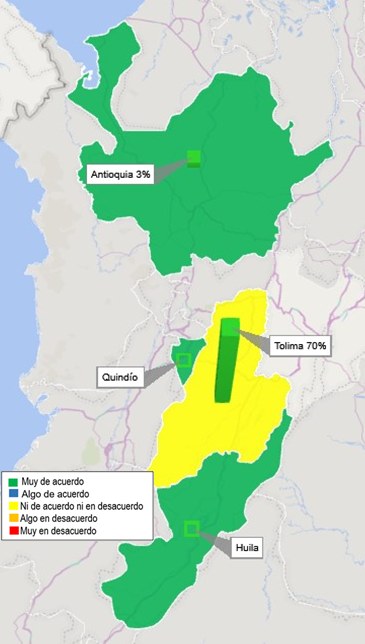 Antioquia 3%
Tolima 70%
Quindío
Muy de acuerdo
Algo de acuerdo
Ni de acuerdo ni en desacuerdo
Algo en desacuerdo
Muy en desacuerdo
Huila